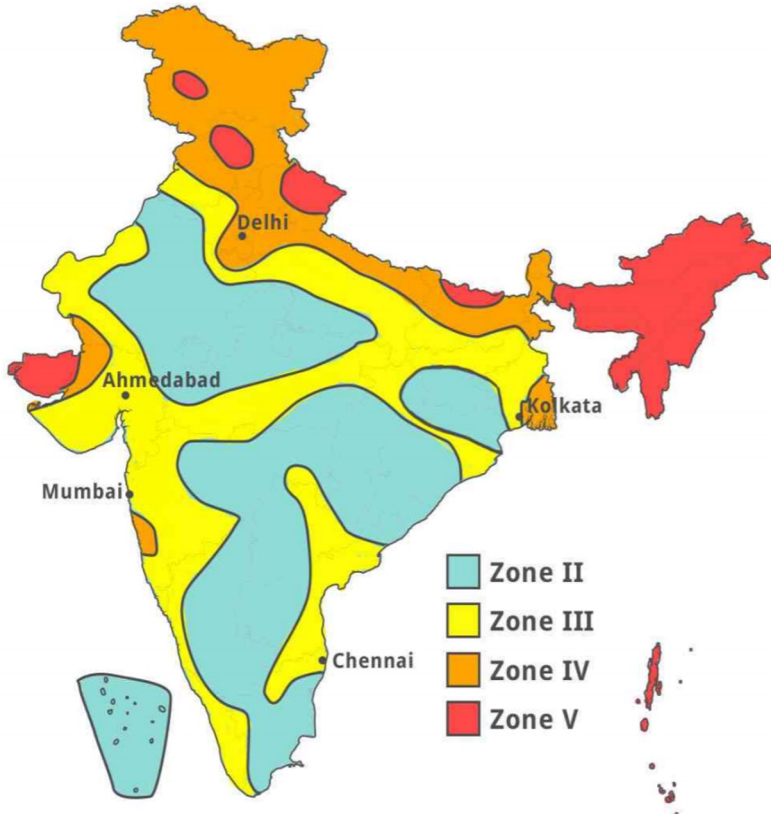 Delhi
Ahmedabad
Kolkata
Mumbai
Chennai
Zone II
Zone III
Zone IV
Zone V